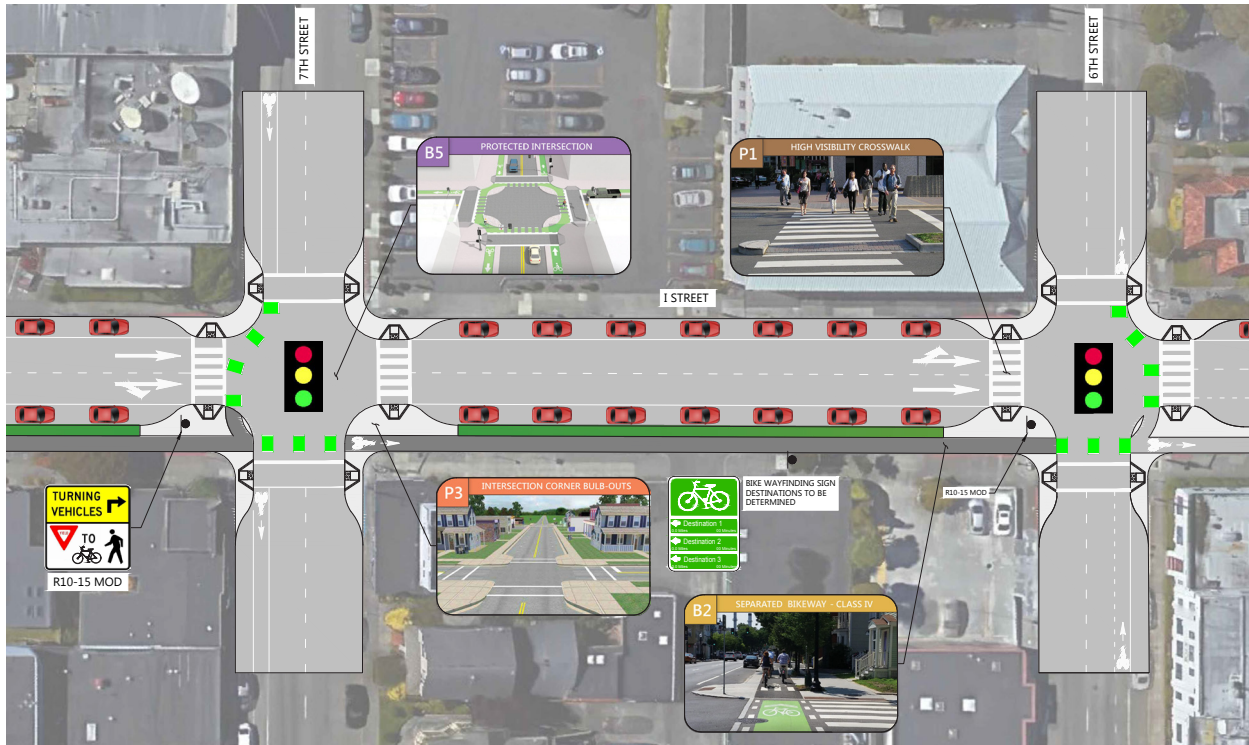 7TH STREET
6TH STREET
B5
PROTECTED INTERSECTION
P1
HIGH VISIBILITY CROSSWALK
I STREET
TURNING
VEHICLES
YIELD
TO
R10-15 MOD
P3
INTERSECTION CORNER BULB-OUTS
Destination 1
Destination 2
Destination 3
BIKE WAYFINDING SIGN
DESTINATIONS TO BE
DETERMINED
R10-15 MOD
B2
SEPARATED BIKEWAY - CLASS IV